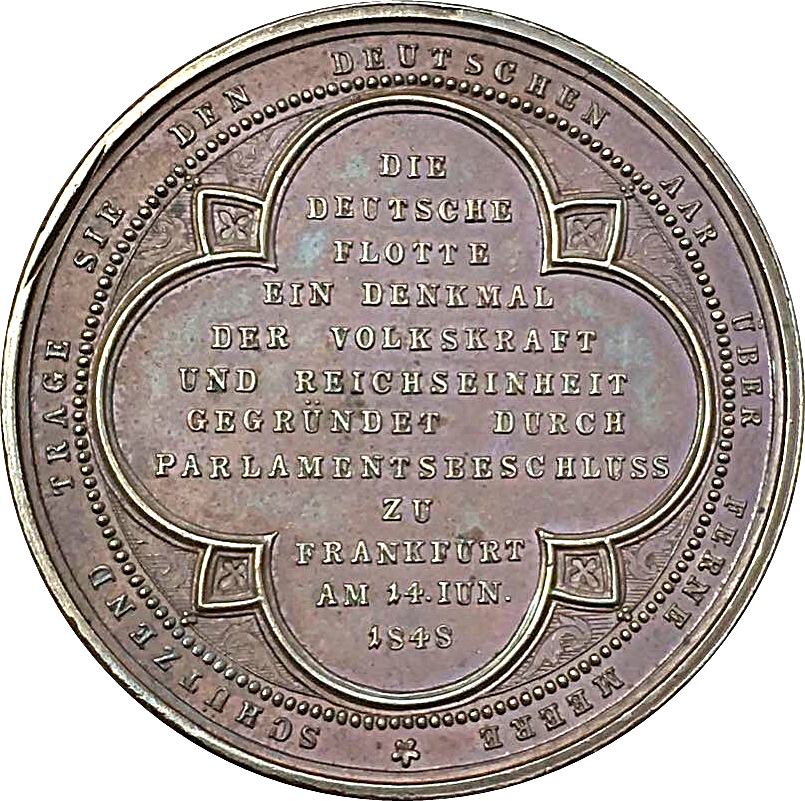 SCHÜTZEND TRAGE SIE DEN DEUTSCHEN AAR ÜBER FERNE MEERE
DIE
DEUTSCHE
FLOTTE
EIN DENKMAL
DER VOLKSKRAFT
UND REICHSEINHEIT
GEGRÜNDET DURCH
PARLAMENTSBESCHLUSS
ZU
FRANKFURT
AM 14. IUN.
1848